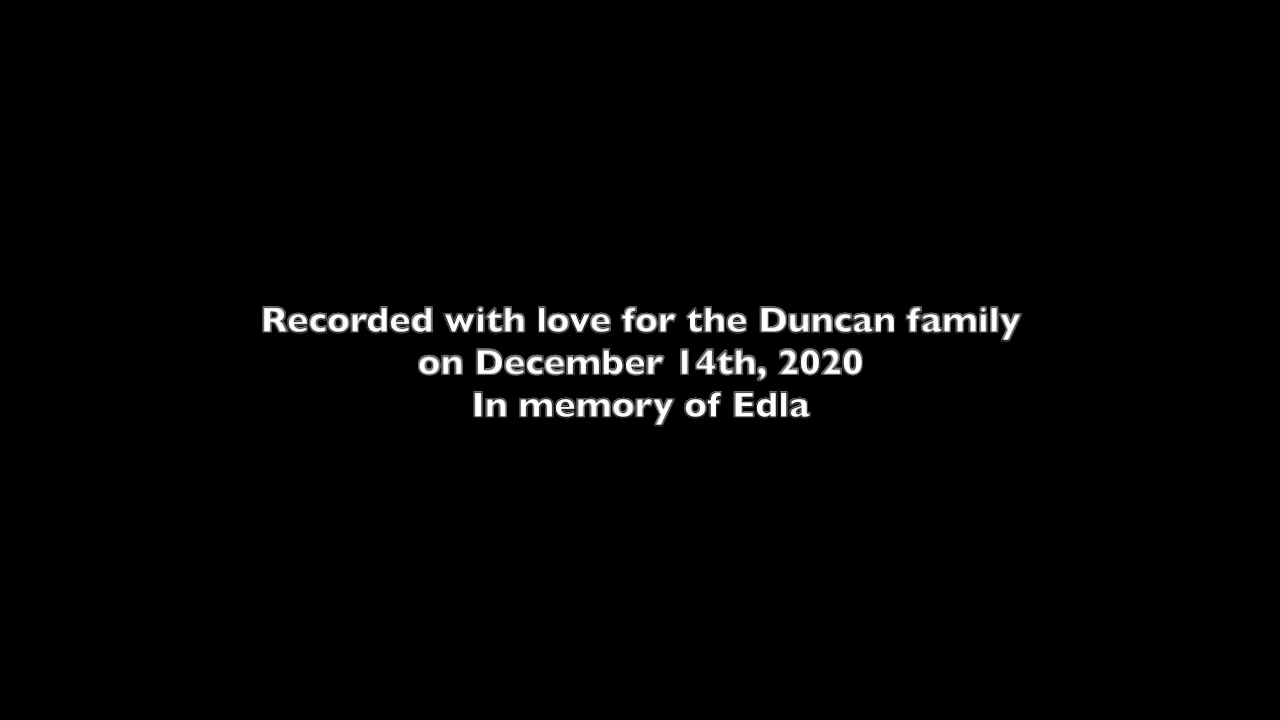 Recorded with love for the Duncan family
on December 14th, 2020
In memory of Edla